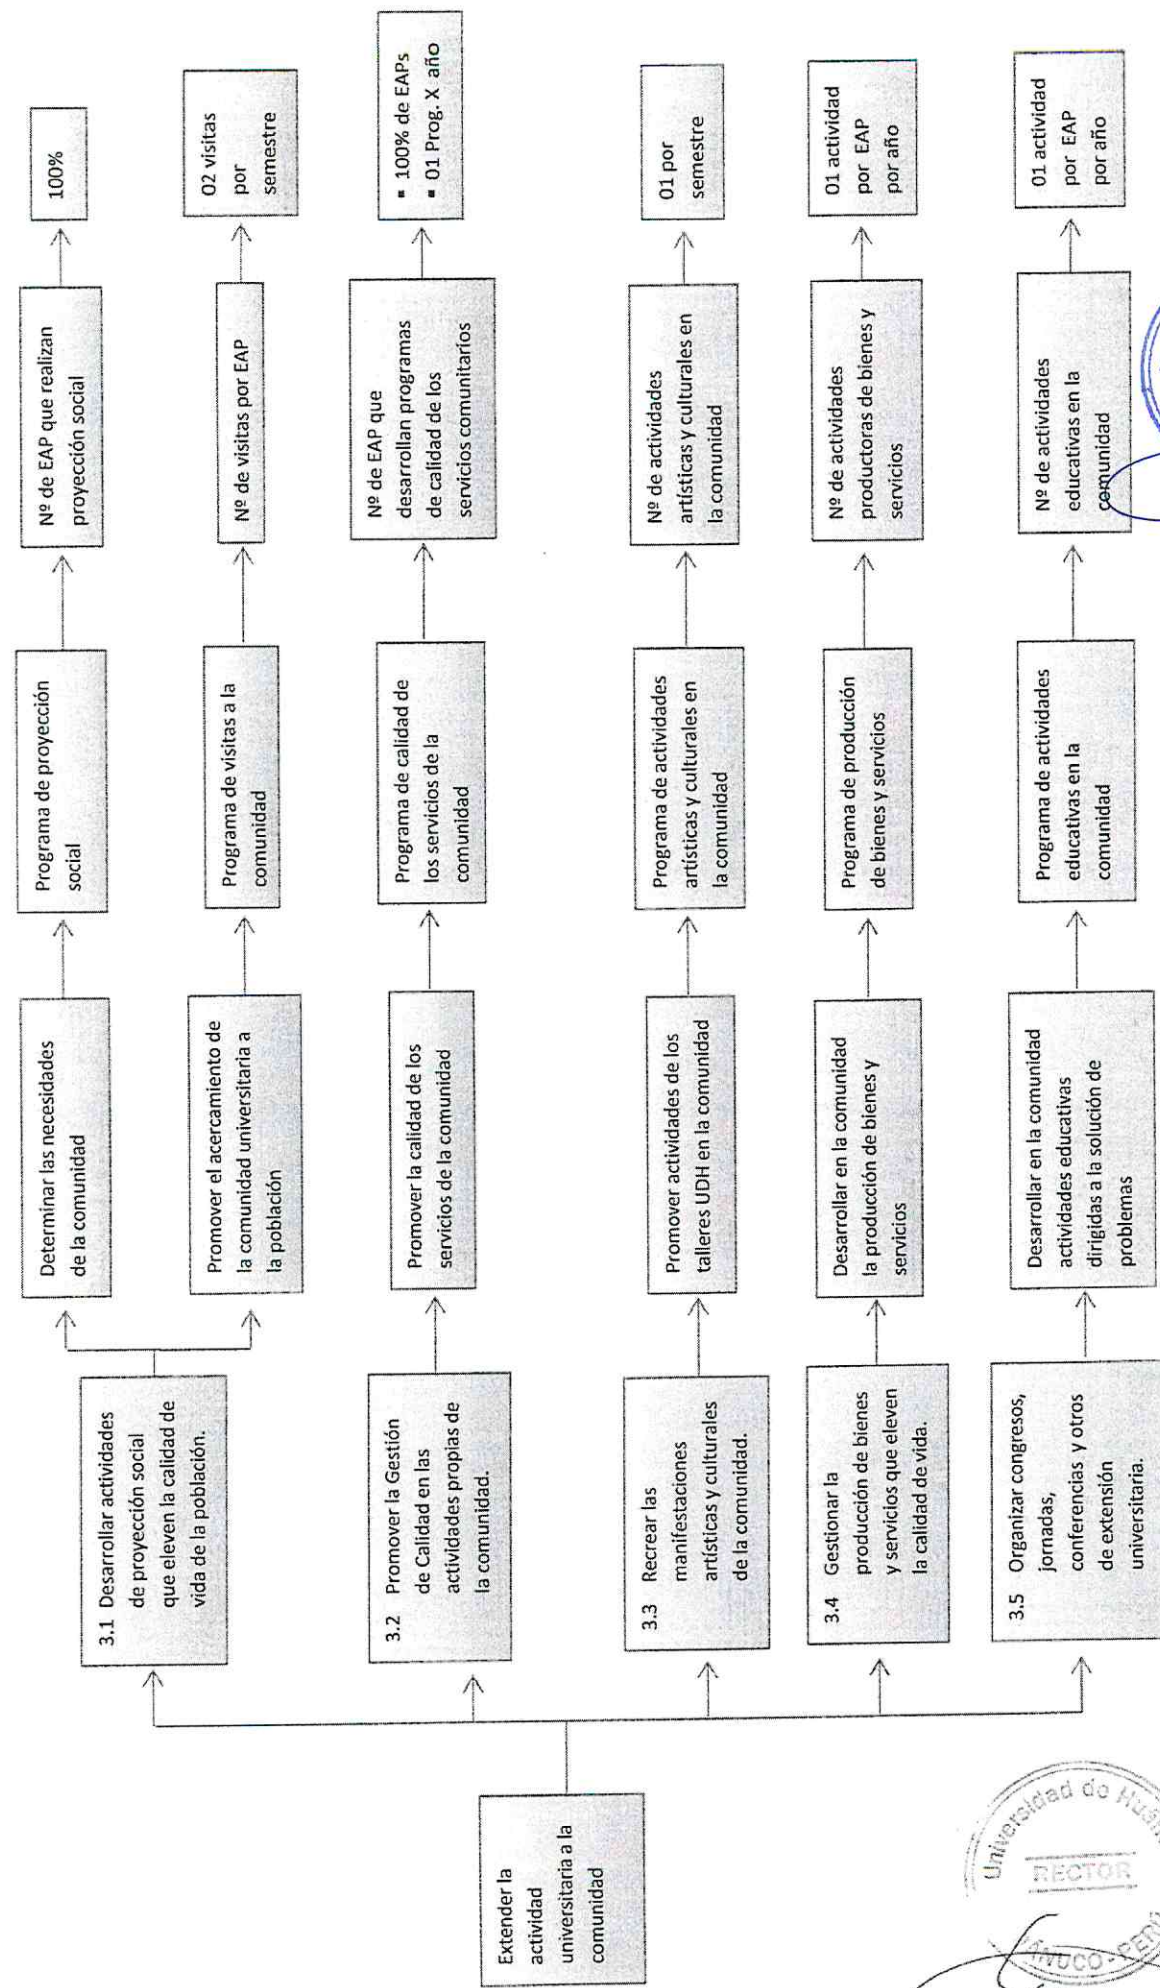 Extender la
actividad
universitaria a la
comunidad
3.1 Desarrollar actividades
de proyección social
que eleven la calidad de
vida de la población.
Determinar las necesidades
de la comunidad
Programa de proyección
social
Nº de EAP que realizan
proyección social
100%
Promover el acercamiento de
la comunidad universitaria a
la población
Programa de visitas a la
comunidad
Nº de visitas por EAP
02 visitas
por
semestre
3.2 Promover la Gestión
de Calidad en las
actividades propias de
la comunidad.
Promover la calidad de los
servicios de la comunidad
Programa de calidad de
los servicios de la
comunidad
Nº de EAP que
desarrollan programas
de calidad de los
servicios comunitarios
▪ 100% de EAPs
▪ 01 Prog. X año
3.3 Recrear las
manifestaciones
artísticas y culturales
de la comunidad.
Promover actividades de los
talleres UDH en la comunidad
Programa de actividades
artísticas y culturales en
la comunidad
Nº de actividades
artísticas y culturales en
la comunidad
01 por
semestre
3.4 Gestionar la
producción de bienes
y servicios que eleven
la calidad de vida.
Desarrollar en la comunidad
la producción de bienes y
servicios
Programa de producción
de bienes y servicios
Nº de actividades
productoras de bienes y
servicios
01 actividad
por EAP
por año
3.5 Organizar congresos,
jornadas,
conferencias y otros
de extensión
universitaria.
Desarrollar en la comunidad
actividades educativas
dirigidas a la solución de
problemas
Programa de actividades
educativas en la
comunidad
Nº de actividades
educativas en la
comunidad
01 actividad
por EAP
por año
Universidad de
RECTOR
PERÚ